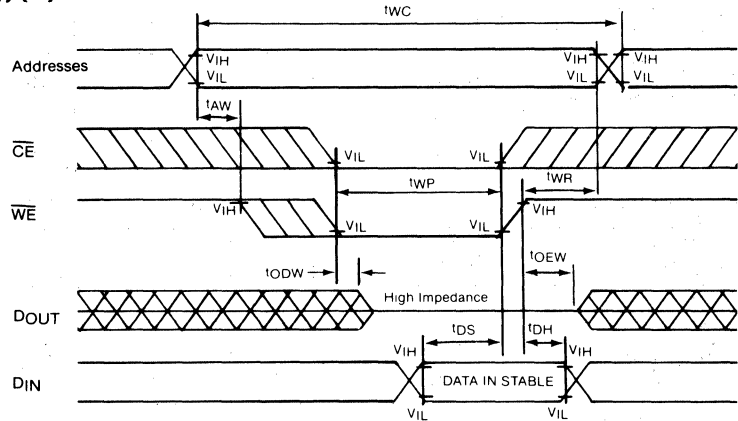 tWC
Addresses
VIH
VIL
VIH
VIH
VIL
VIL
tAW
CE
VIL
VIL
tWP
tWR
WE
VIH
VIL
VIL
VIH
tODW
tOEW
DOUT
High Impedance
tDS
tDH
VIH
VIH
DIN
DATA IN STABLE
VIL
VIL